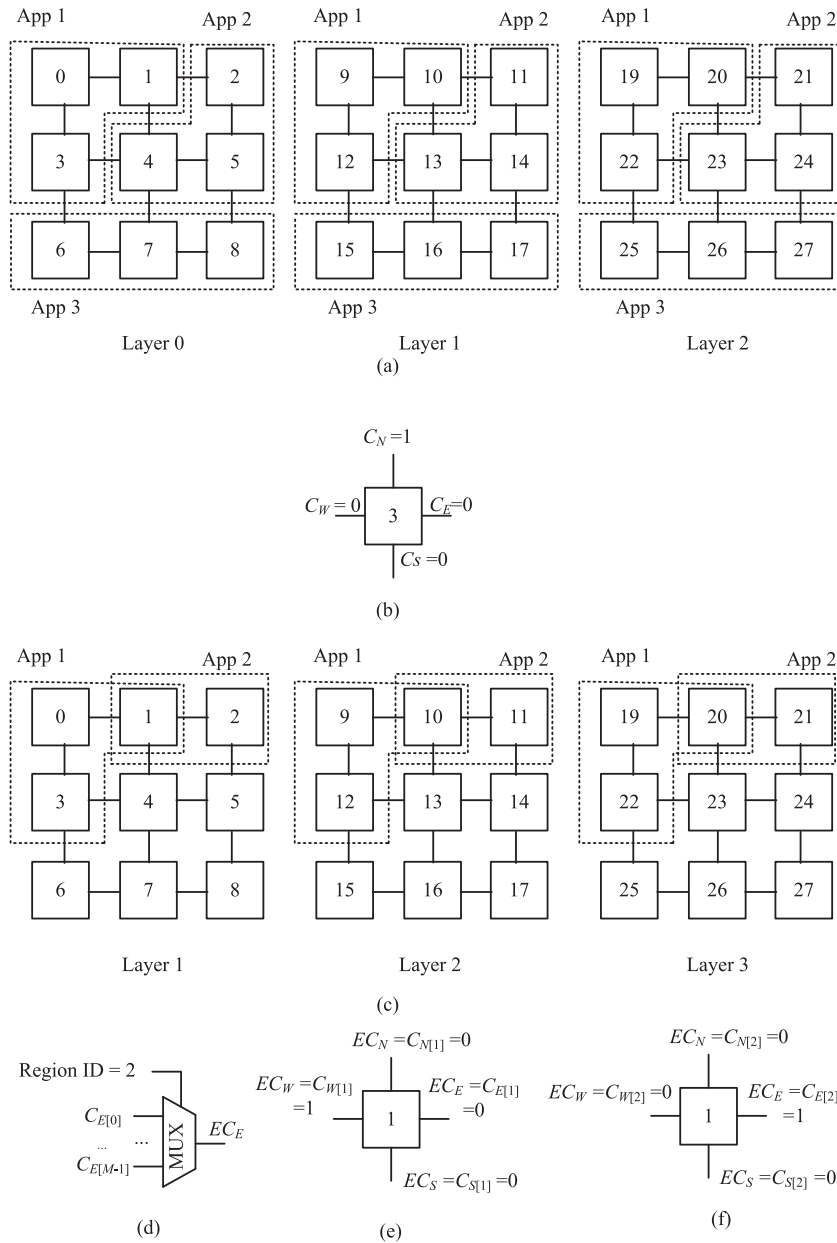 App 1
App 2
App 1
App 2
App 1
App 2
0 1 2
9 10 11
19 20 21
3 4 5
12 13 14
22 23 24
6 7 8
15 16 17
25 26 27
App 3
App 3
App 3
Layer 0
Layer 1
Layer 2
(a)
C_N =1
C_W = 0
3
C_E=0
Cs =0
(b)
App 1
App 2
App 1
App 2
App 1
App 2
0 1 2
9 10 11
19 20 21
3 4 5
12 13 14
22 23 24
6 7 8
15 16 17
25 26 27
Layer 1
Layer 2
Layer 3
(c)
Region ID = 2
C_E[0]
...
...
C_E[M-1]
MUX
EC_E
(d)
EC_N =C_N[1] =0
EC_W =C_W[1]
=1
1
EC_E =C_E[1]
=0
EC_S =C_S[1] =0
(e)
EC_N =C_N[2] =0
EC_W =C_W[2] =0
1
EC_E =C_E[2]
=1
EC_S =C_S[2] =0
(f)